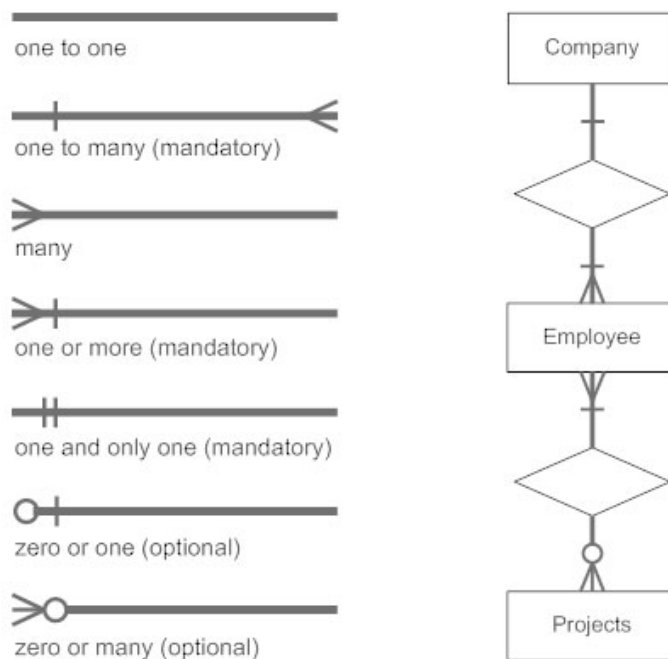 one to one
one to many (mandatory)
many
one or more (mandatory)
one and only one (mandatory)
zero or one (optional)
zero or many (optional)
Company
Employee
Projects